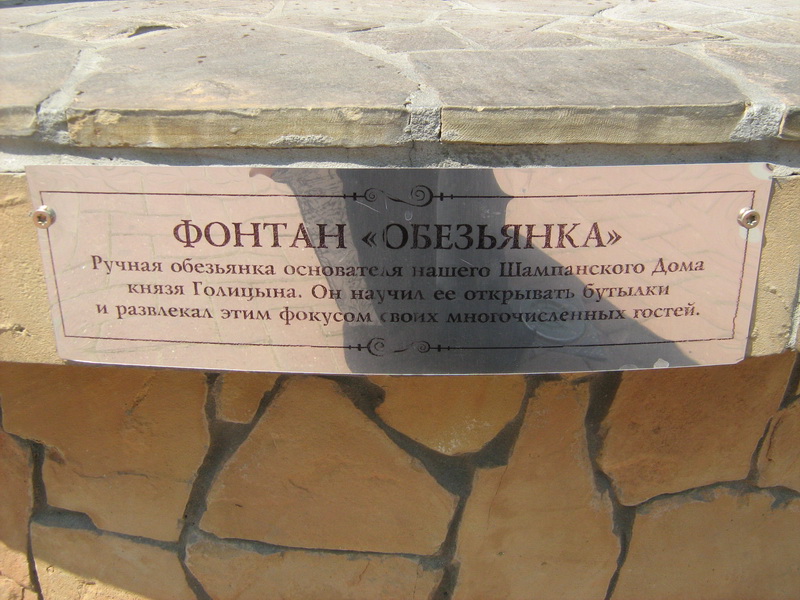 ФОНТАН «ОБЕЗЬЯНКА»
Ручная обезьянка основателя нашего Шампанского Дома
князя Голицына. Он научил ее открывать бутылки
и развлекал этим фокусом своих многочисленных гостей.